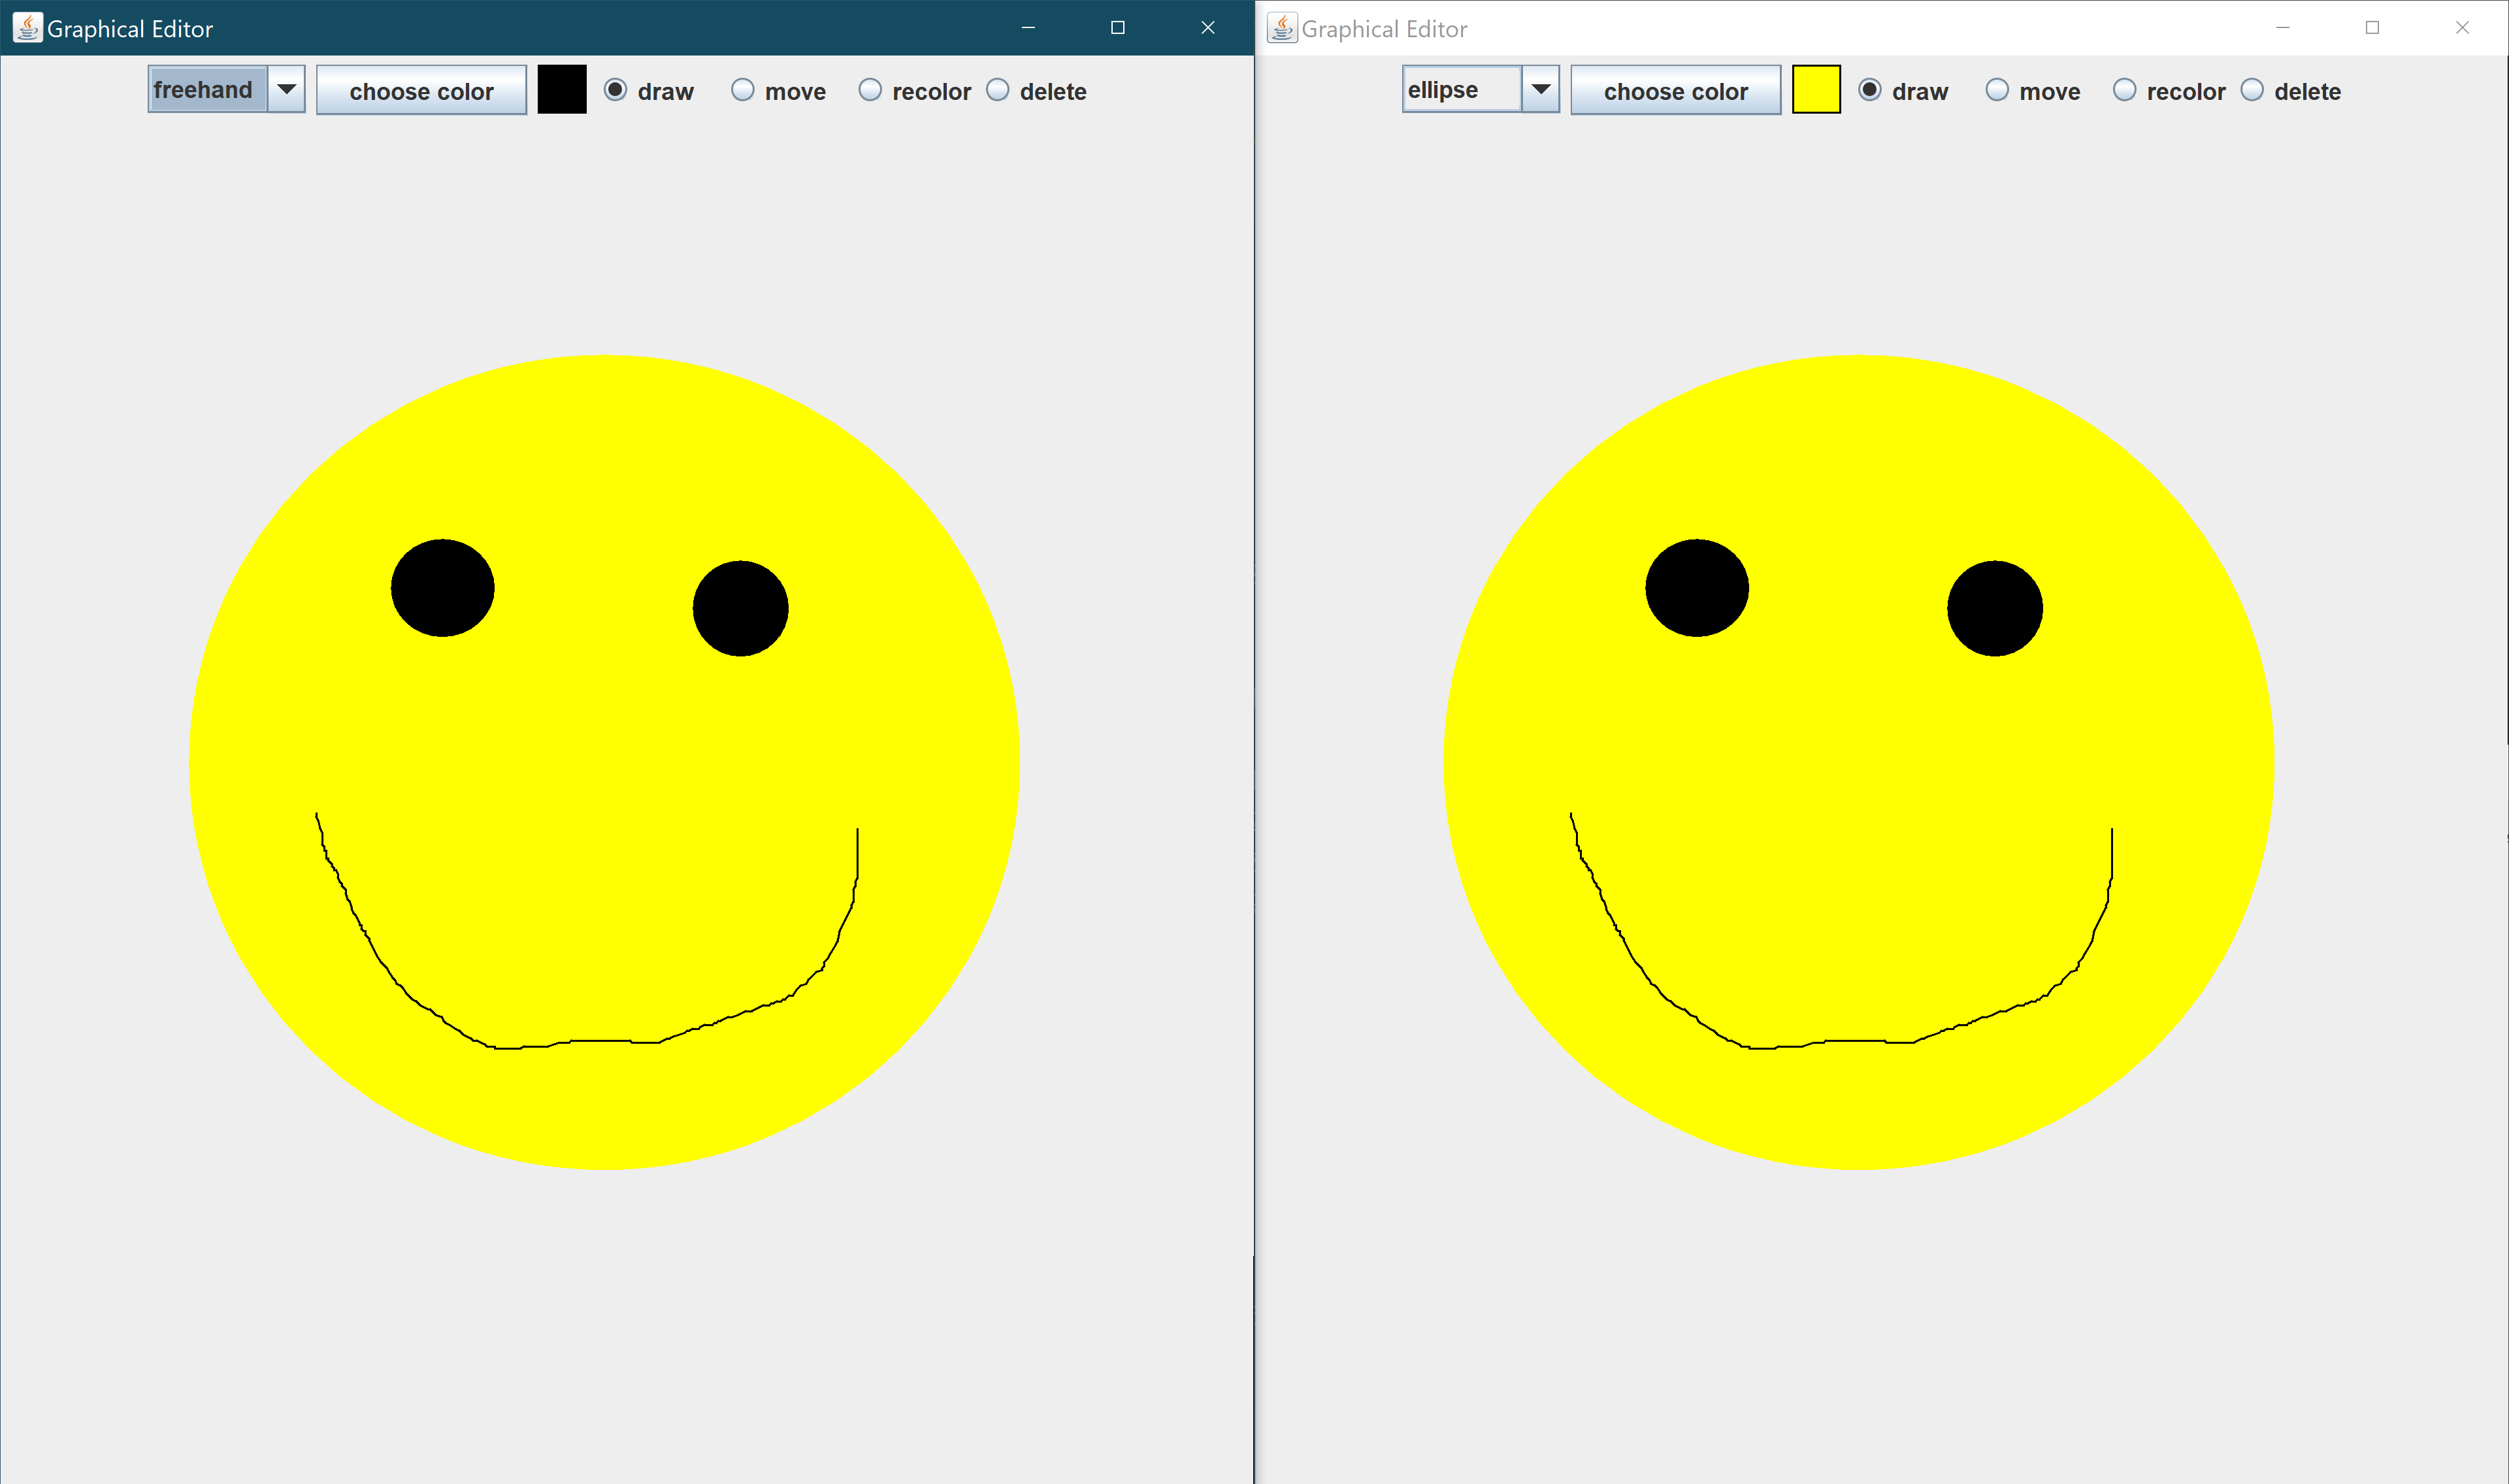 Graphical Editor
freehand choose color draw move recolor delete
Graphical Editor
ellipse choose color draw move recolor delete